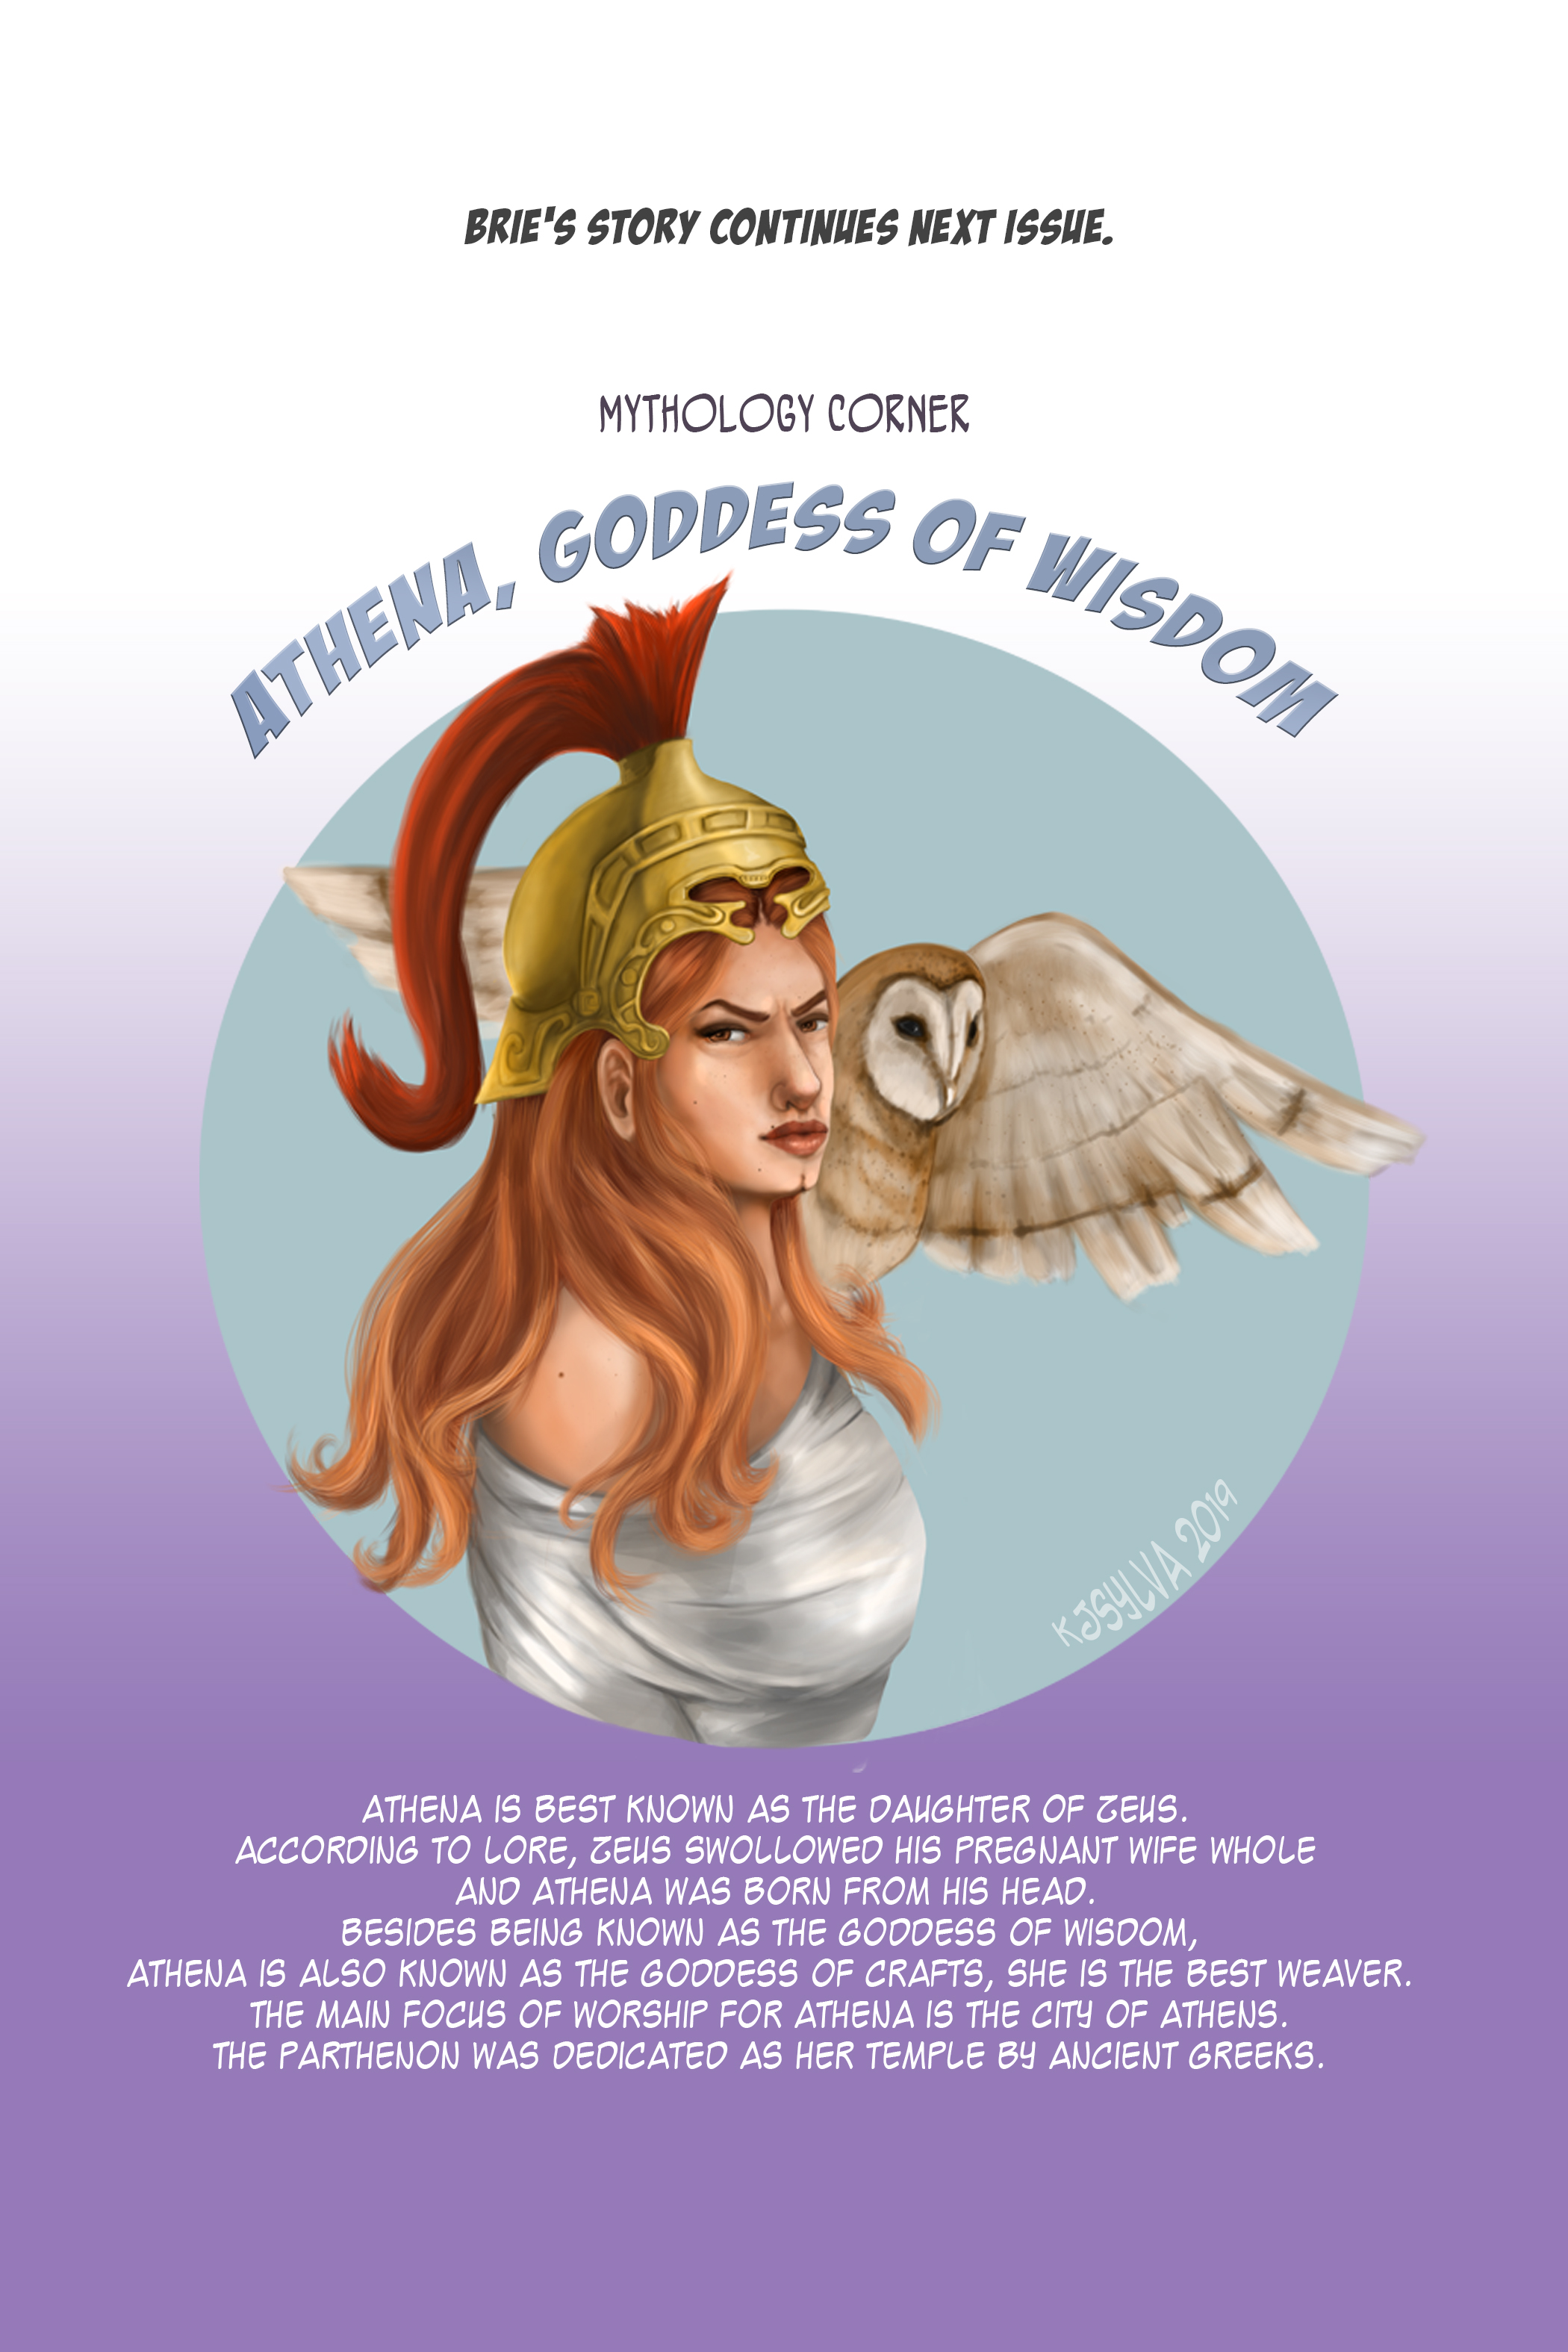 BRIE'S STORY CONTINUES NEXT ISSUE.
MYTHOLOGY CORNER
ATHENA, GODDESS OF WISDOM
KJSYLVA 2019
ATHENA IS BEST KNOWN AS THE DAUGHTER OF ZEUS.
ACCORDING TO LORE, ZEUS SWOLLOWED HIS PREGNANT WIFE WHOLE
AND ATHENA WAS BORN FROM HIS HEAD.
BESIDES BEING KNOWN AS THE GODDESS OF WISDOM,
ATHENA IS ALSO KNOWN AS THE GODDESS OF CRAFTS, SHE IS THE BEST WEAVER.
THE MAIN FOCUS OF WORSHIP FOR ATHENA IS THE CITY OF ATHENS.
THE PARTHENON WAS DEDICATED AS HER TEMPLE BY ANCIENT GREEKS.